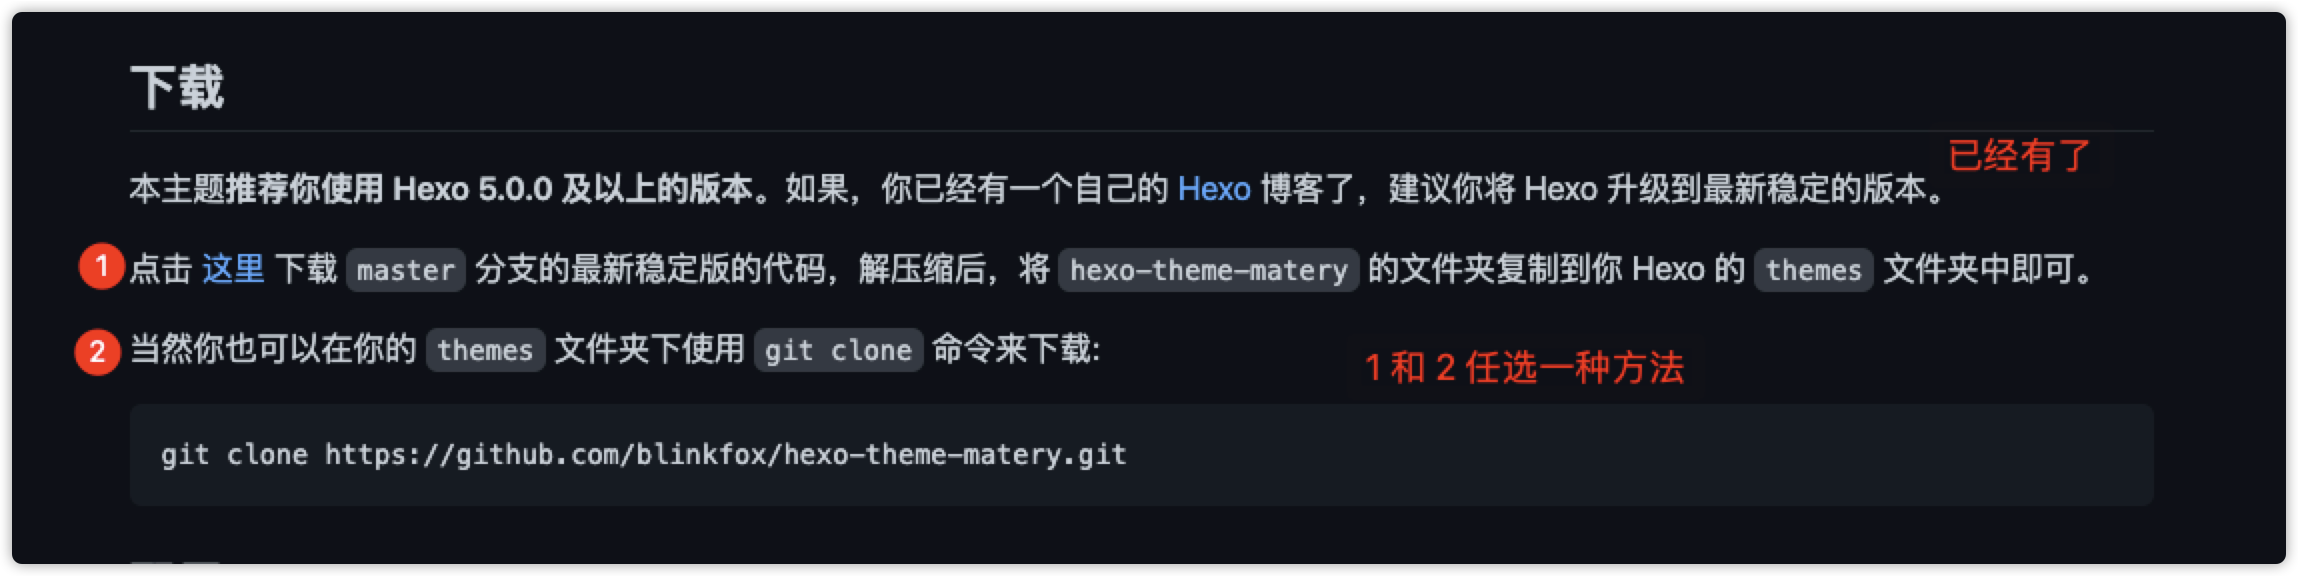 下载
已经有了
本主题推荐你使用 Hexo 5.0.0 及以上的版本。如果，你已经有一个自己的 Hexo 博客了，建议你将 Hexo 升级到最新稳定的版本。
1 点击 这里 下载 master 分支的最新稳定版的代码，解压缩后，将 hexo-theme-matery 的文件夹复制到你 Hexo 的 themes 文件夹中即可。
2 当然你也可以在你的 themes 文件夹下使用 git clone 命令来下载:
1 和 2 任选一种方法
git clone https://github.com/blinkfox/hexo-theme-matery.git